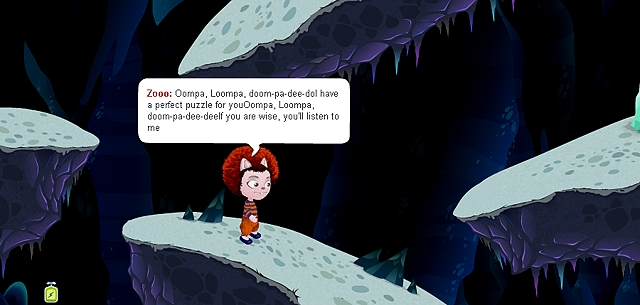 Zooo: Oompa, Loompa, doom-pa-dee-doI have
a perfect puzzle for youOompa, Loompa,
doom-pa-dee-deeIf you are wise, you'll listen to
me